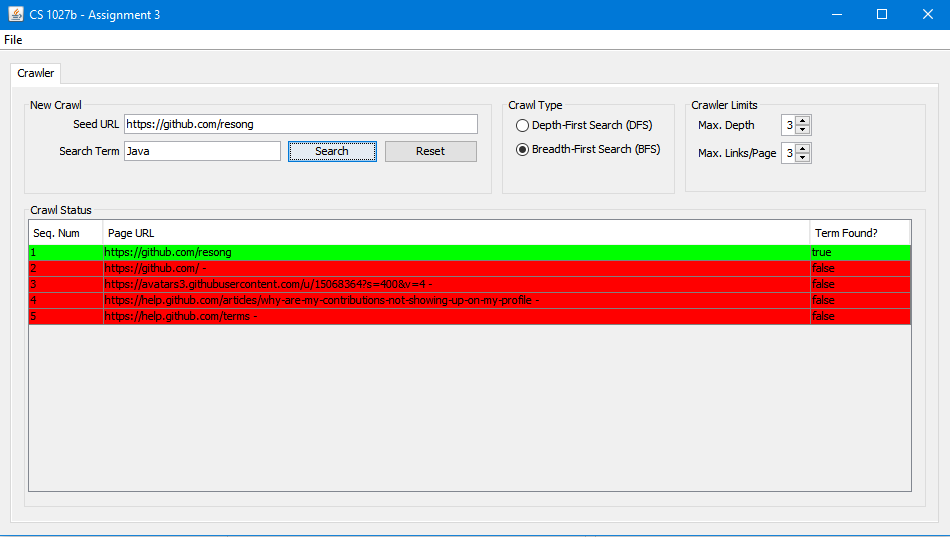 CS 1027b - Assignment 3
File
Crawler
New Crawl
Seed URL https://github.com/resong
Search Term Java Search Reset
Crawl Type
Depth-First Search (DFS)
Breadth-First Search (BFS)
Crawler Limits
Max. Depth 3
Max. Links/Page 3
Crawl Status
Seq. Num Page URL Term Found?
1 https://github.com/resong true
2 https://github.com/ - false
3 https://avatars3.githubusercontent.com/u/15068364?s=400&v=4 - false
4 https://help.github.com/articles/why-are-my-contributions-not-showing-up-on-my-profile - false
5 https://help.github.com/terms - false